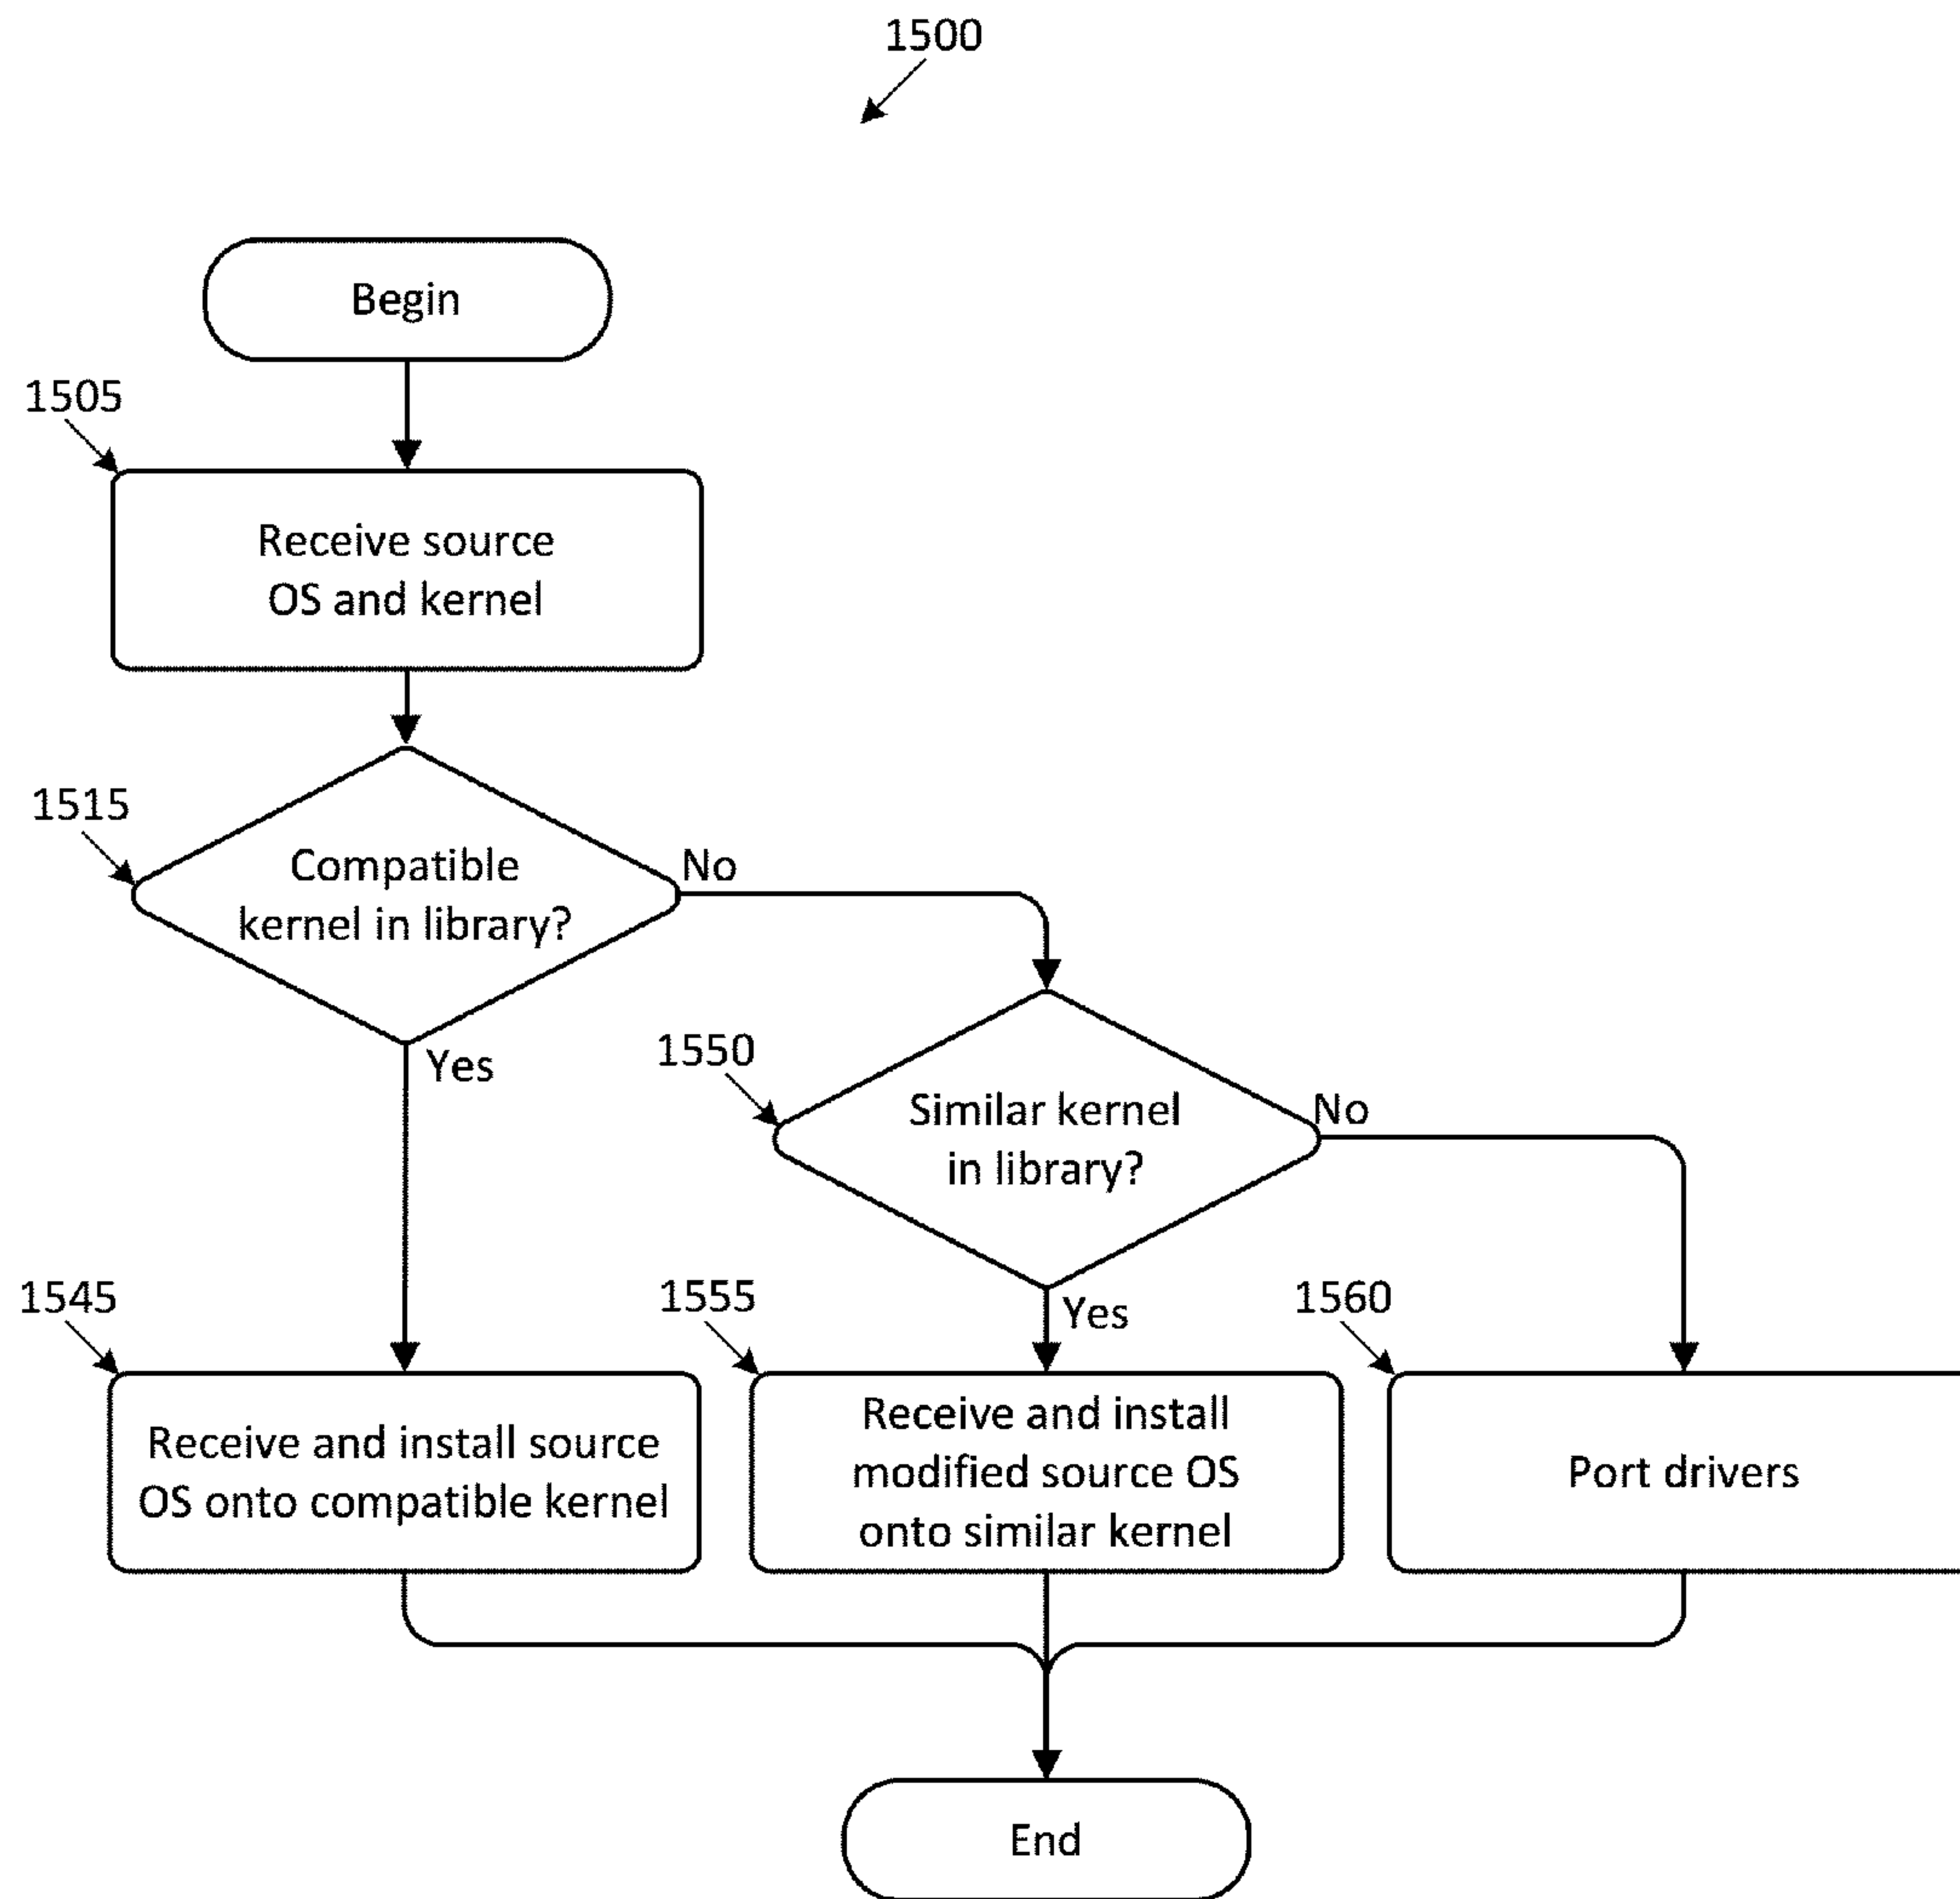 1500
Begin
1505
Receive source
OS and kernel
1515
Compatible
kernel in library?
No
Yes
1550
Similar kernel
in library?
No
Yes
1545
Receive and install source
OS onto compatible kernel
1555
Receive and install
modified source OS
onto similar kernel
1560
Port drivers
End